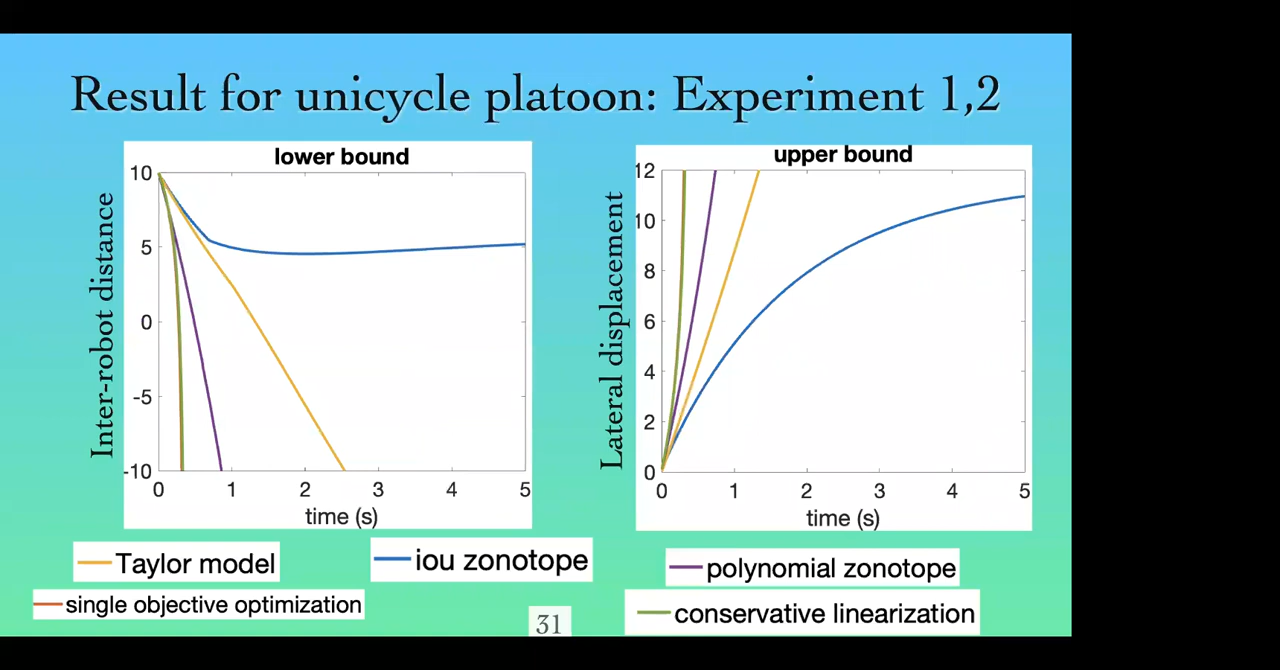 Result for unicycle platoon: Experiment 1,2
lower bound
Inter-robot distance
10
5
0
-5
-10
0 1 2 3 4 5
time (s)
upper bound
Lateral displacement
12
10
8
6
4
2
0
0 1 2 3 4 5
time (s)
Taylor model
iou zonotope
polynomial zonotope
single objective optimization
conservative linearization
31